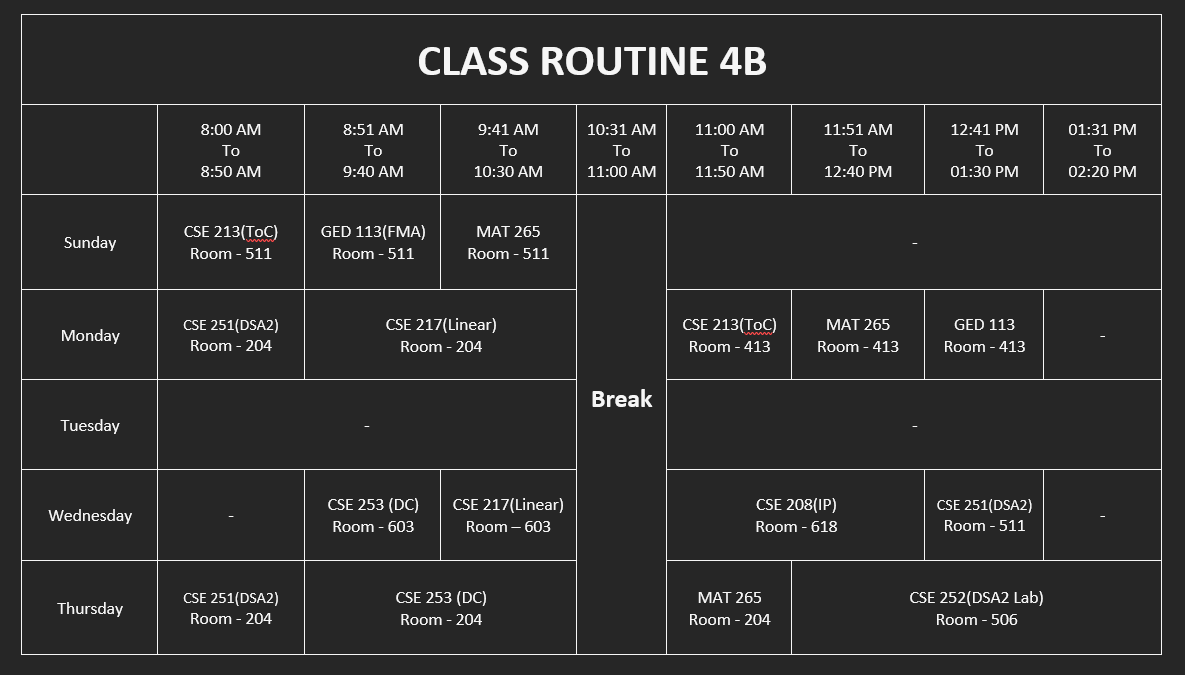 CLASS ROUTINE 4B
8:00 AM
To
8:50 AM
8:51 AM
To
9:40 AM
9:41 AM
To
10:30 AM
10:31 AM
To
11:00 AM
11:00 AM
To
11:50 AM
11:51 AM
To
12:40 PM
12:41 PM
To
01:30 PM
01:31 PM
To
02:20 PM
Sunday
CSE 213(ToC)
Room - 511
GED 113(FMA)
Room - 511
MAT 265
Room - 511
-
Monday
CSE 251(DSA2)
Room - 204
CSE 217(Linear)
Room - 204
CSE 213(ToC)
Room - 413
MAT 265
Room - 413
GED 113
Room - 413
-
Break
Tuesday
-
-
Wednesday
-
CSE 253 (DC)
Room - 603
CSE 217(Linear)
Room – 603
CSE 208(IP)
Room - 618
CSE 251(DSA2)
Room - 511
-
Thursday
CSE 251(DSA2)
Room - 204
CSE 253 (DC)
Room - 204
MAT 265
Room - 204
CSE 252(DSA2 Lab)
Room - 506